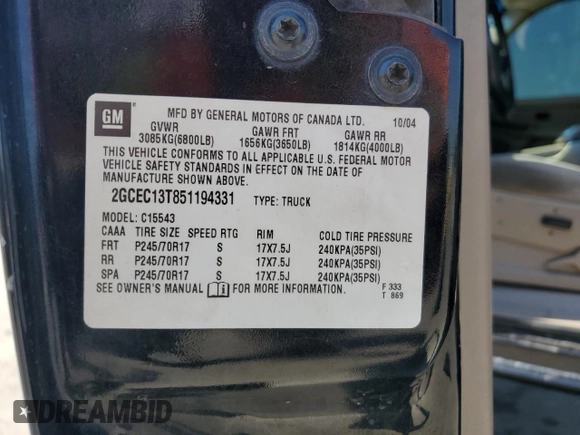 GM
MFD BY GENERAL MOTORS OF CANADA LTD. 10/04
GVWR GAWR FRT GAWR RR
3085KG(6800LB) 1656KG(3650LB) 1814KG(4000LB)
THIS VEHICLE CONFORMS TO ALL APPLICABLE U.S. FEDERAL MOTOR
VEHICLE SAFETY STANDARDS IN EFFECT ON THE DATE OF
MANUFACTURE SHOWN ABOVE.
2GCEC13T851194331 TYPE: TRUCK
MODEL: C15543
CAAA TIRE SIZE SPEED RTG RIM COLD TIRE PRESSURE
FRT P245/70R17 S 17X7.5J 240KPA(35PSI)
RR P245/70R17 S 17X7.5J 240KPA(35PSI)
SPA P245/70R17 S 17X7.5J 240KPA(35PSI)
SEE OWNER'S MANUAL FOR MORE INFORMATION.
F 333
T 869
DREAMBID